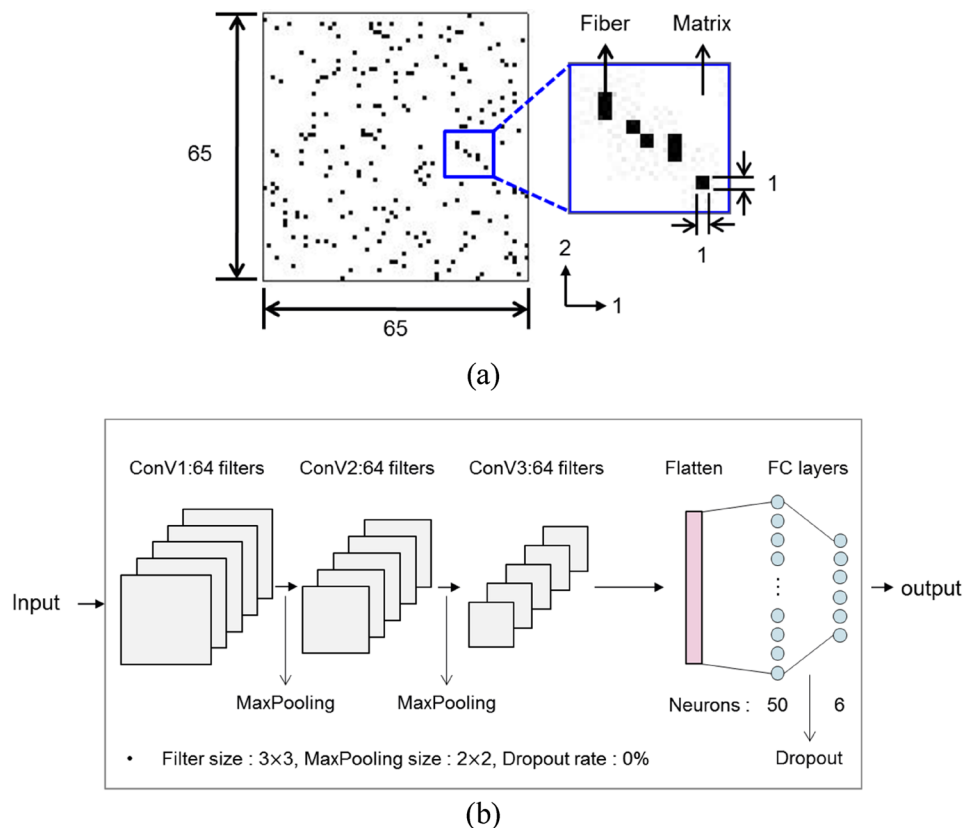 Fiber
Matrix
65
1
1
2
1
65
(a)
ConV1:64 filters
ConV2:64 filters
ConV3:64 filters
Flatten
FC layers
Input
output
MaxPooling
MaxPooling
Neurons : 50 6
• Filter size : 3×3, MaxPooling size : 2×2, Dropout rate : 0%
Dropout
(b)